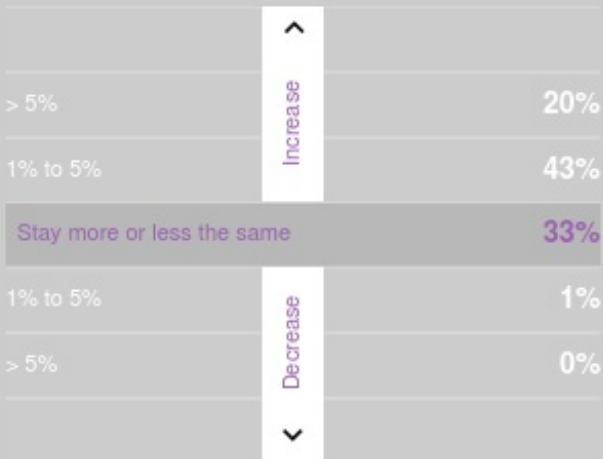 > 5%
20%
Increase
1% to 5%
43%
Stay more or less the same
33%
1% to 5%
1%
Decrease
> 5%
0%